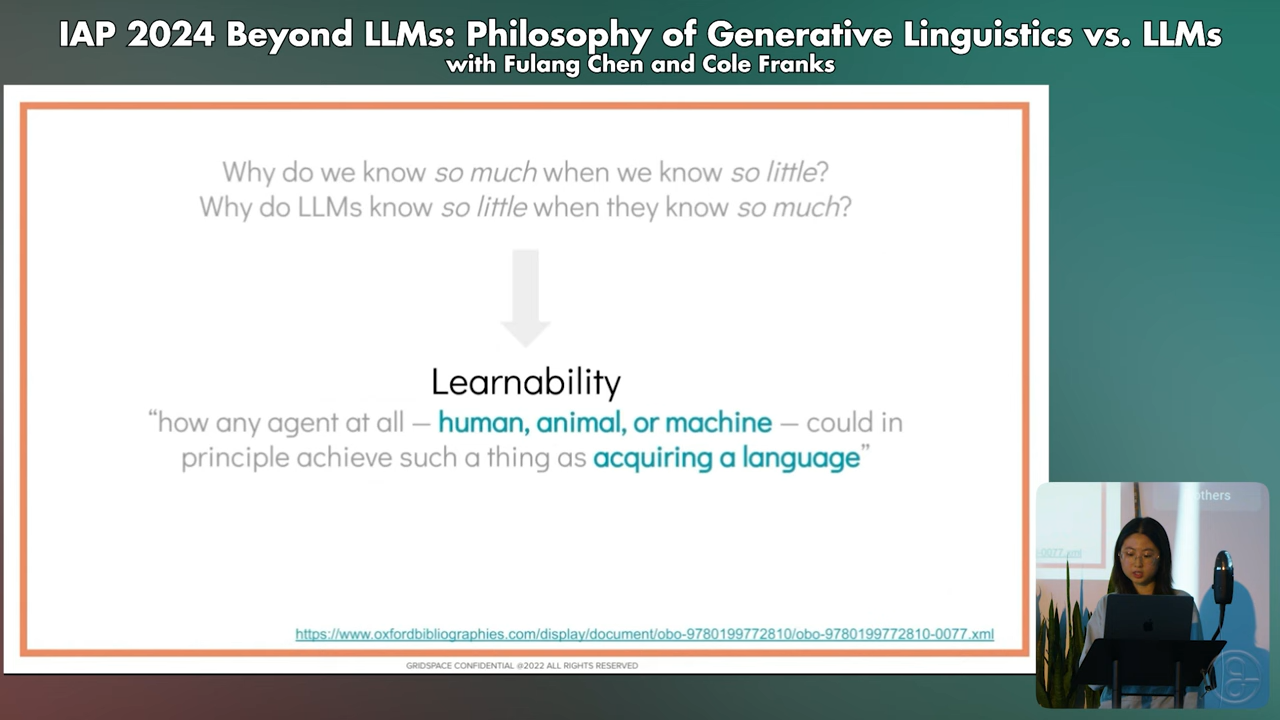 IAP 2024 Beyond LLMs: Philosophy of Generative Linguistics vs. LLMs
with Fulang Chen and Cole Franks
Why do we know so much when we know so little?
Why do LLMs know so little when they know so much?
Learnability
“how any agent at all — human, animal, or machine — could in
principle achieve such a thing as acquiring a language”
https://www.oxfordbibliographies.com/display/document/obo-9780199772810/obo-9780199772810-0077.xml
GRIDSPACE CONFIDENTIAL @2022 ALL RIGHTS RESERVED
others
-0077.xml